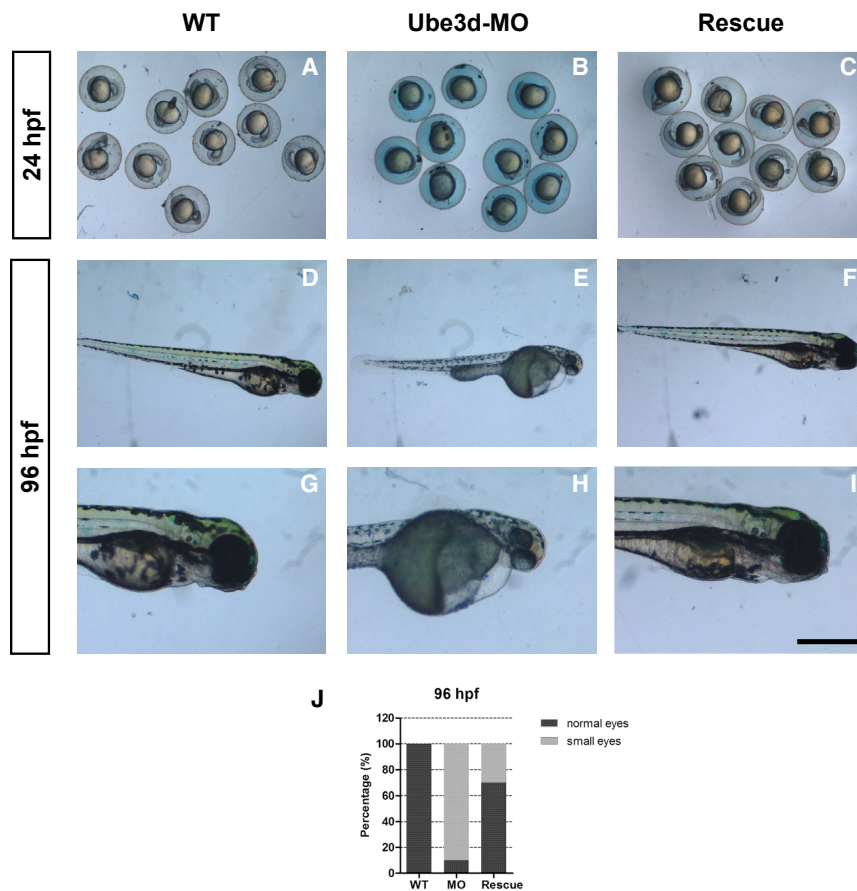 WT Ube3d-MO Rescue
24 hpf
A B C
96 hpf
D E F
G H I
J
96 hpf
normal eyes
small eyes
Percentage (%)
120
100
80
60
40
20
0
WT MO Rescue